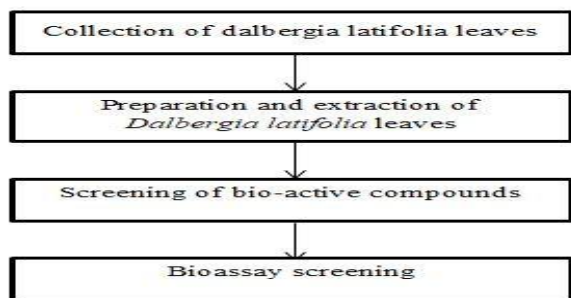 Collection of dalbergia latifolia leaves
Preparation and extraction of
Dalbergia latifolia leaves
Screening of bio-active compounds
Bioassay screening